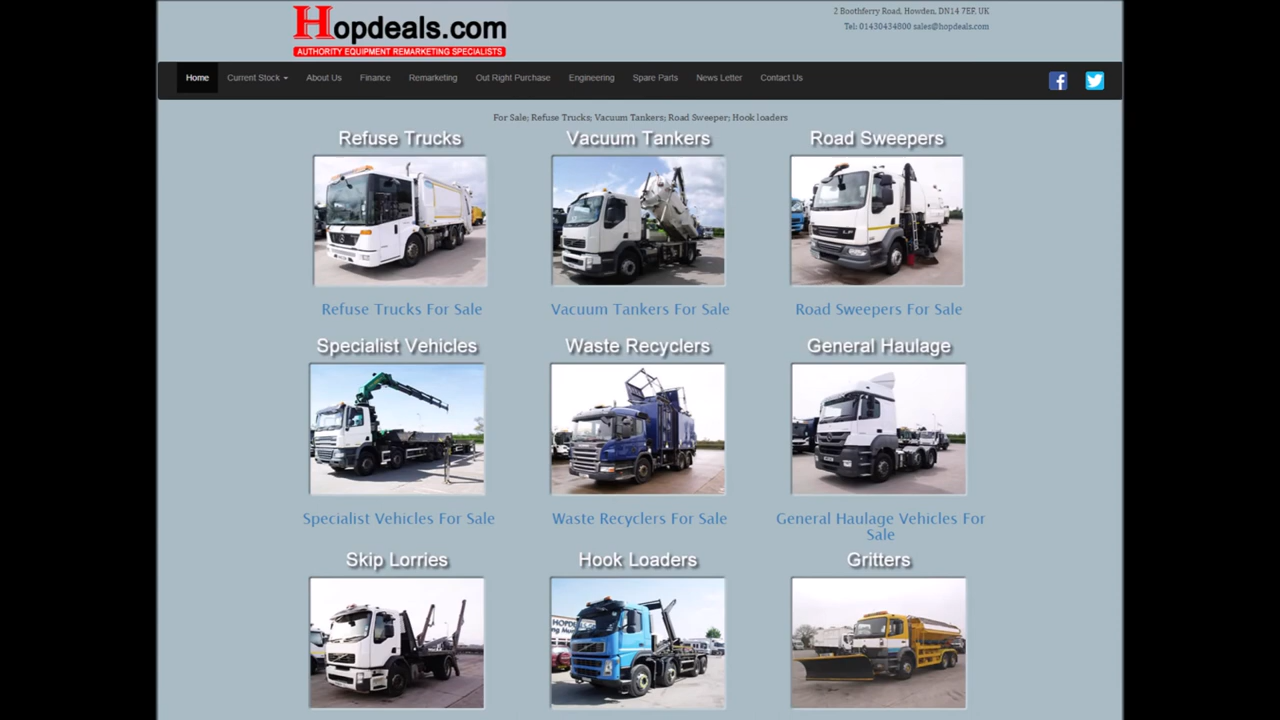 Hopdeals.com
AUTHORITY EQUIPMENT REMARKETING SPECIALISTS
2 Boothferry Road, Howden, DN14 7EF. UK
Tel: 01430434800 sales@hopdeals.com
Home Current Stock About Us Finance Remarketing Out Right Purchase Engineering Spare Parts News Letter Contact Us
For Sale; Refuse Trucks; Vacuum Tankers; Road Sweeper; Hook loaders
Refuse Trucks Vacuum Tankers Road Sweepers
Refuse Trucks For Sale Vacuum Tankers For Sale Road Sweepers For Sale
Specialist Vehicles Waste Recyclers General Haulage
Specialist Vehicles For Sale Waste Recyclers For Sale General Haulage Vehicles For
Sale
Skip Lorries Hook Loaders Gritters